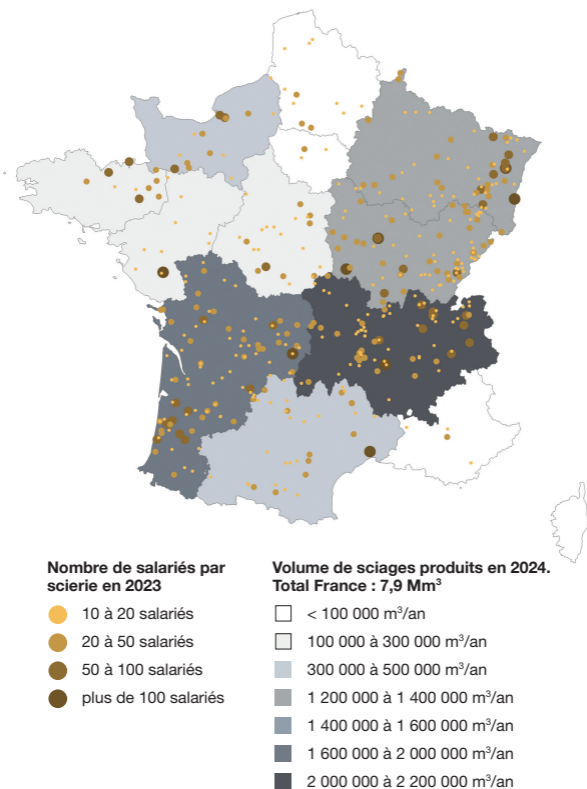 Nombre de salariés par
scierie en 2023
10 à 20 salariés
20 à 50 salariés
50 à 100 salariés
plus de 100 salariés
Volume de sciages produits en 2024.
Total France : 7,9 Mm³
< 100 000 m³/an
100 000 à 300 000 m³/an
300 000 à 500 000 m³/an
1 200 000 à 1 400 000 m³/an
1 400 000 à 1 600 000 m³/an
1 600 000 à 2 000 000 m³/an
2 000 000 à 2 200 000 m³/an